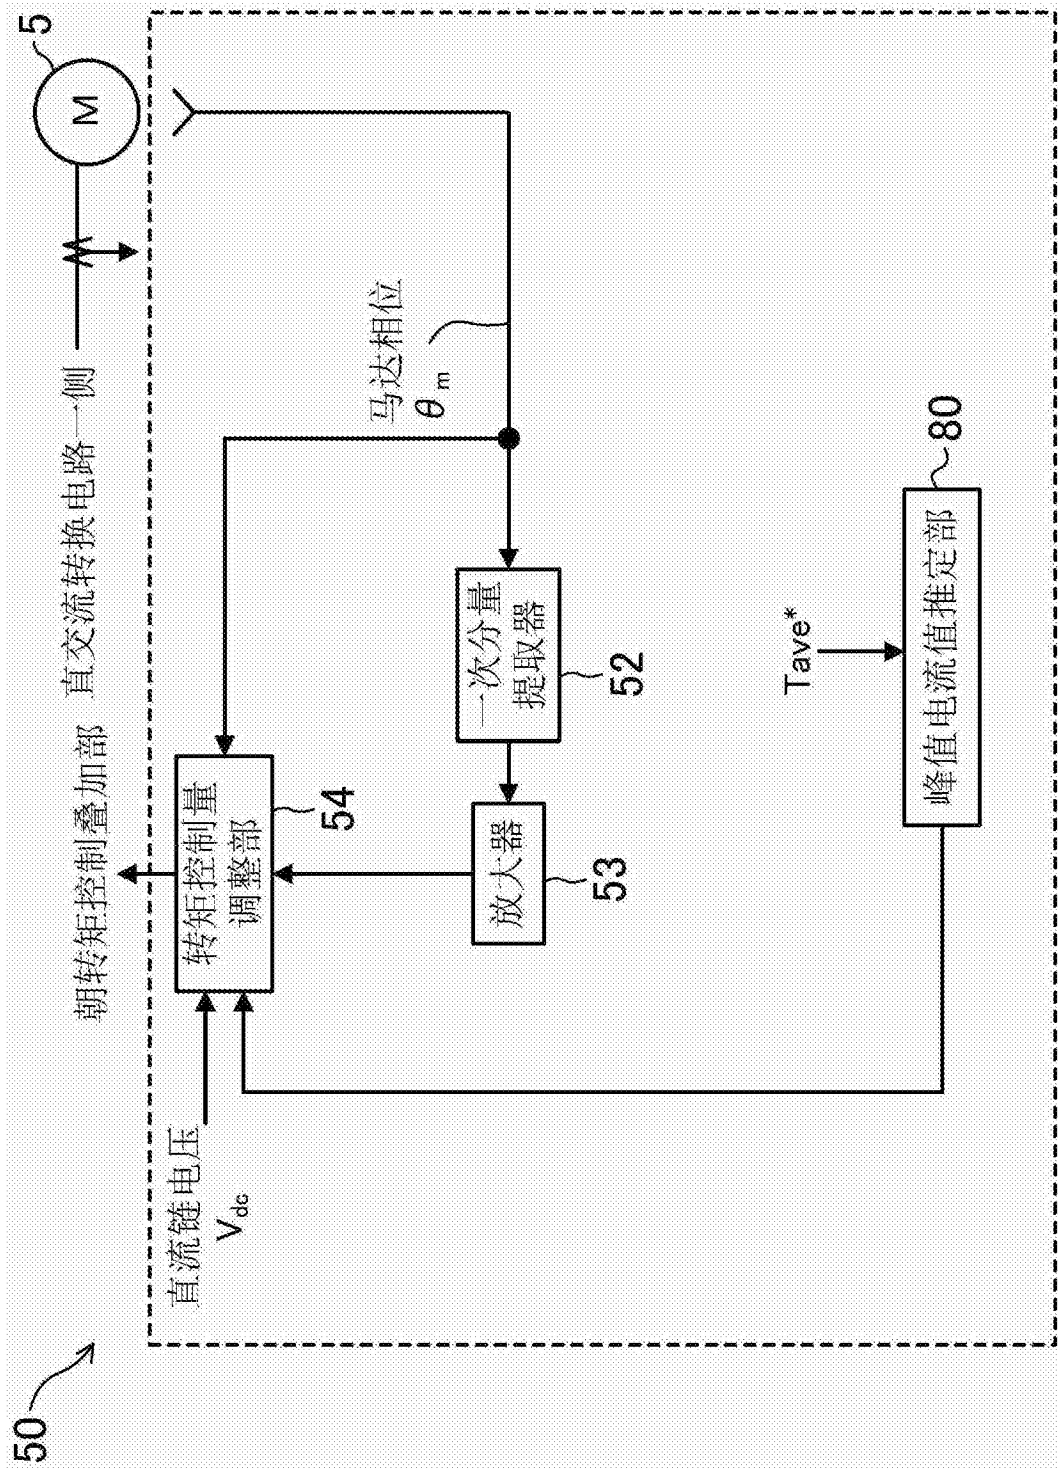 50
直流链电压
Vdc
朝转矩控制叠加部
直交流转换电路一侧
5
M
转矩控制量
调整部
54
马达相位
θm
一次分量
提取器
52
放大器
53
Tave*
峰值电流值推定部
80